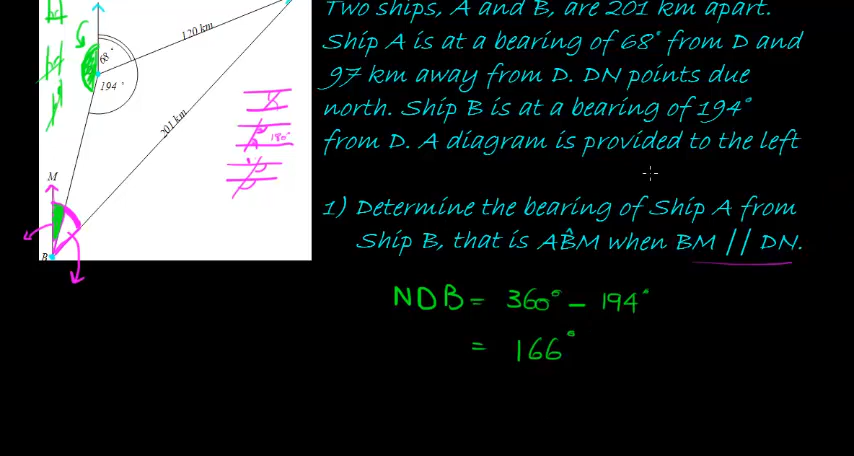 Two ships, A and B, are 201 km apart.
120 km
Ship A is at a bearing of 68° from D and
68°
97 km away from D. DN points due
194°
north. Ship B is at a bearing of 194°
201 km
180°
from D. A diagram is provided to the left
M
1) Determine the bearing of Ship A from
Ship B, that is AB̂M when BM // DN.
B
NDB = 360° - 194°
= 166°